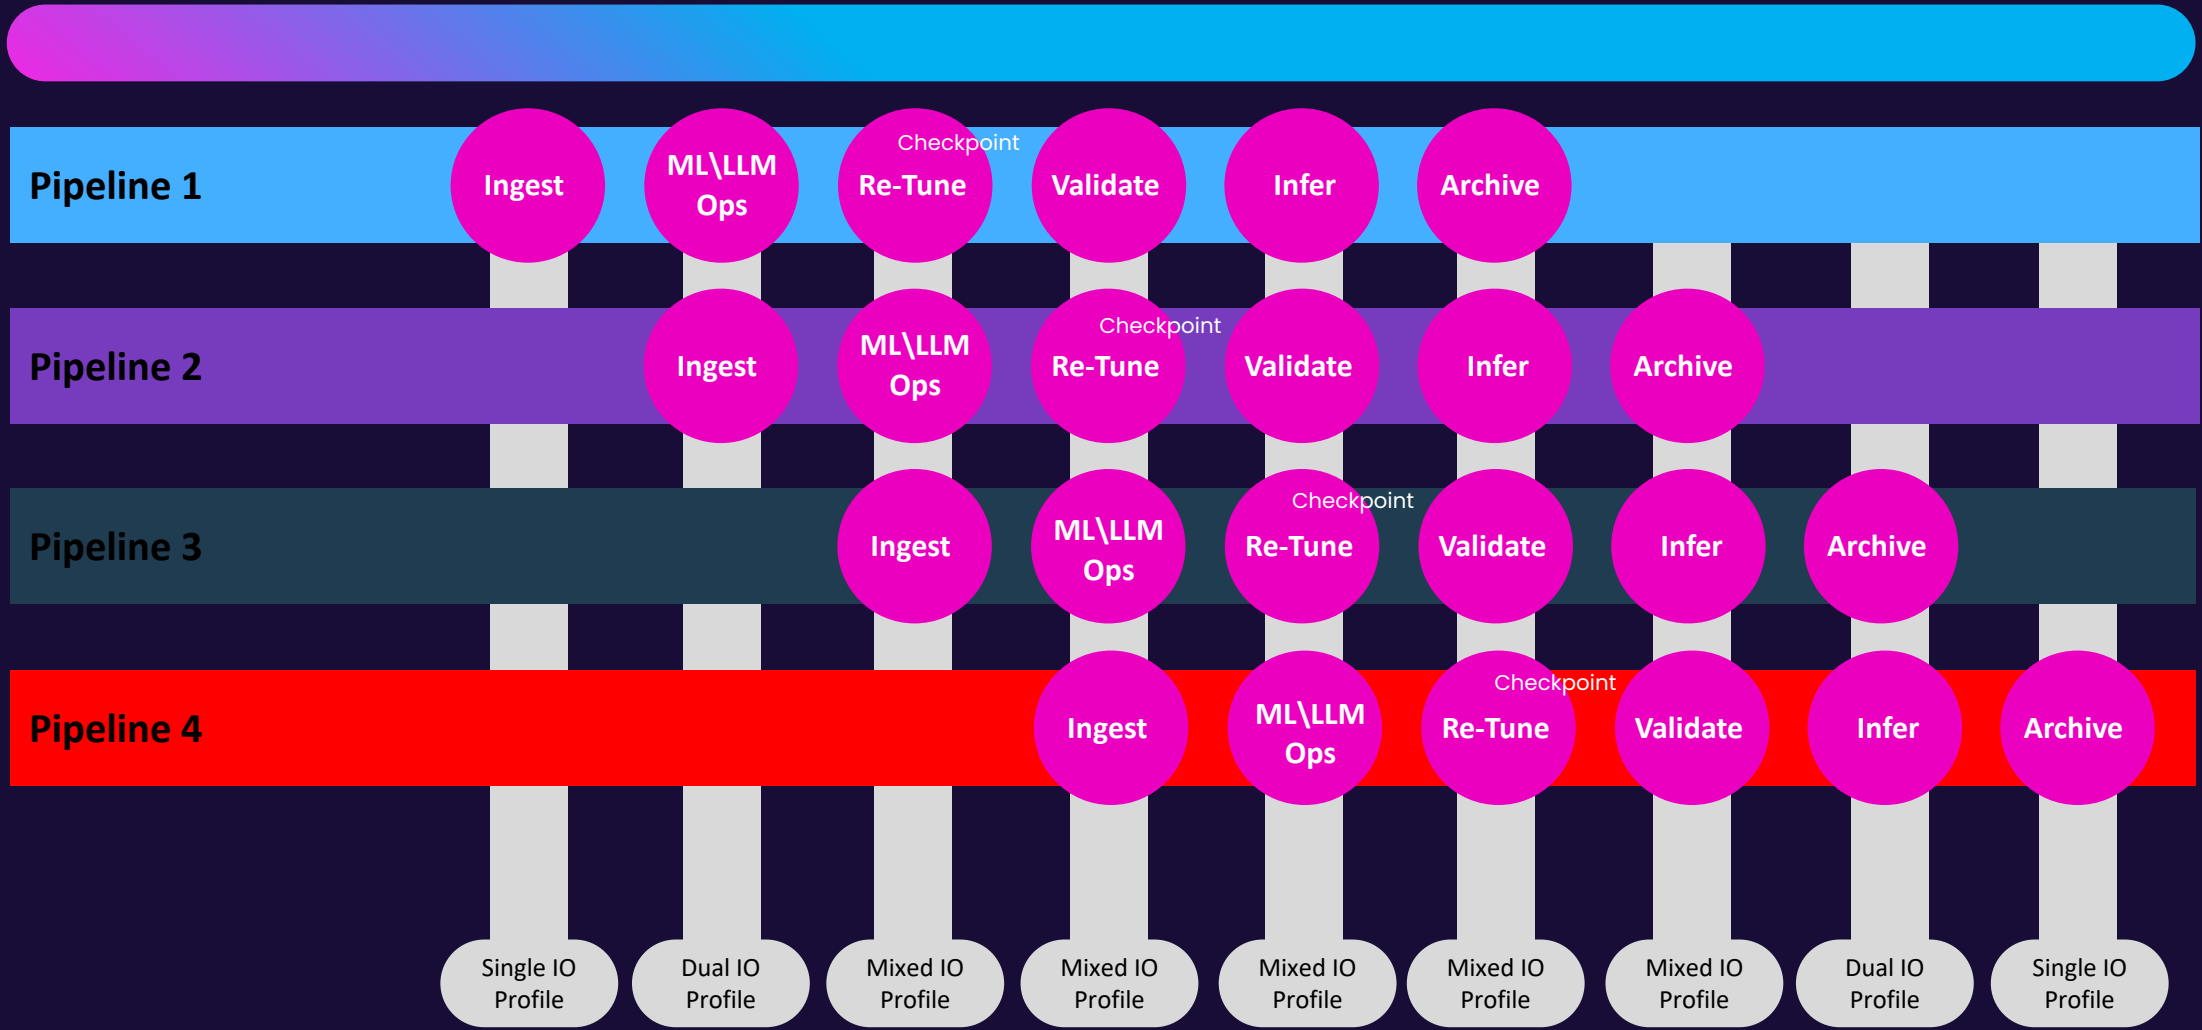 Pipeline 1
Ingest
ML\LLM
Ops
Checkpoint
Re-Tune
Validate
Infer
Archive
Pipeline 2
Ingest
ML\LLM
Ops
Checkpoint
Re-Tune
Validate
Infer
Archive
Pipeline 3
Ingest
ML\LLM
Ops
Checkpoint
Re-Tune
Validate
Infer
Archive
Pipeline 4
Ingest
ML\LLM
Ops
Checkpoint
Re-Tune
Validate
Infer
Archive
Single IO
Profile
Dual IO
Profile
Mixed IO
Profile
Mixed IO
Profile
Mixed IO
Profile
Mixed IO
Profile
Mixed IO
Profile
Dual IO
Profile
Single IO
Profile